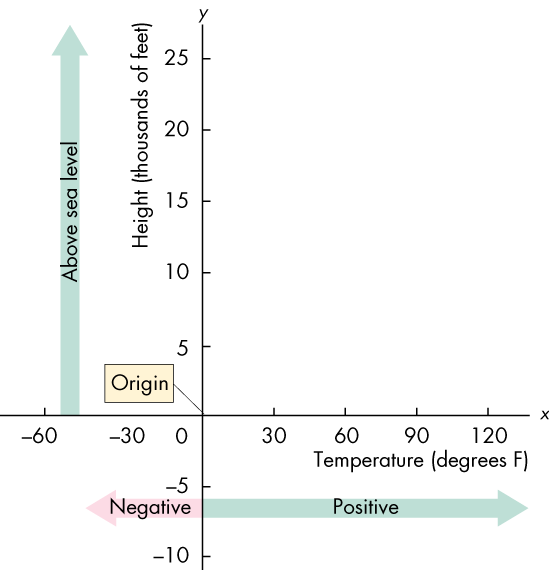 y
Height (thousands of feet)
Above sea level
25
20
15
10
5
Origin
x
–60
–30
0
30
60
90
120
Temperature (degrees F)
–5
Negative
Positive
–10